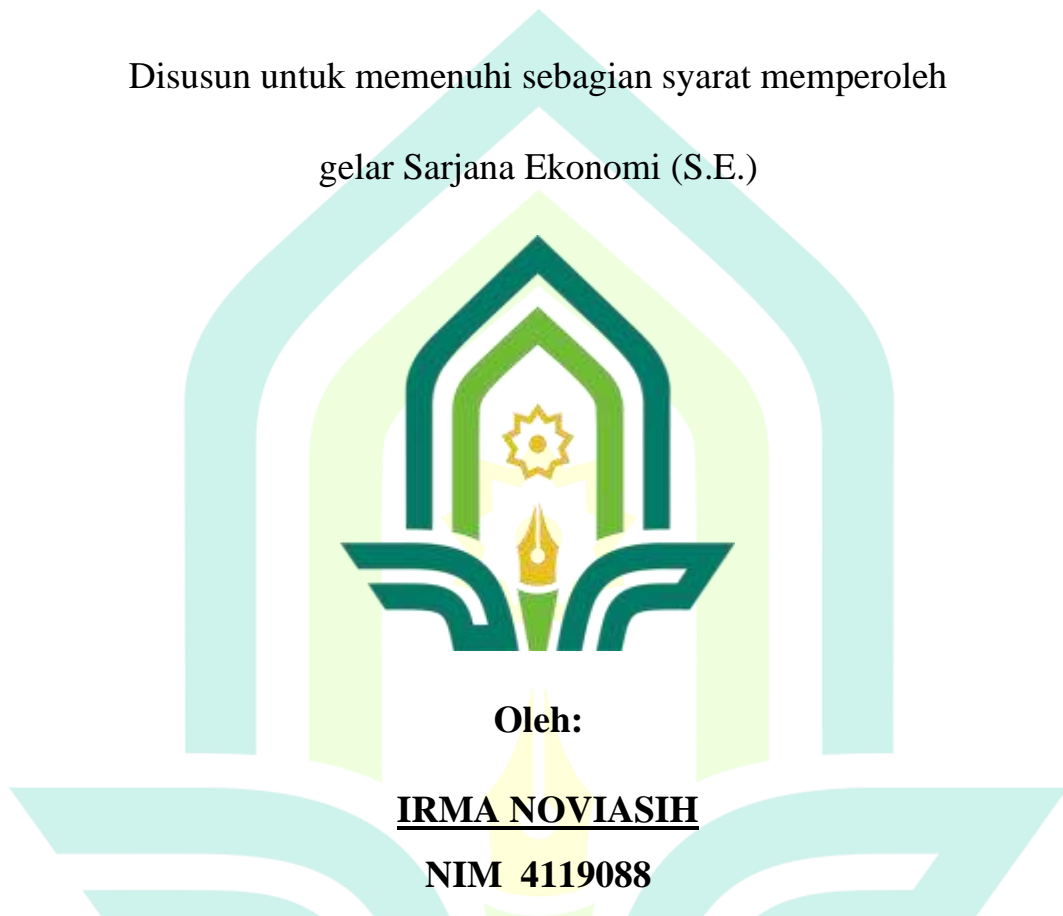 Disusun untuk memenuhi sebagian syarat memperoleh
gelar Sarjana Ekonomi (S.E.)
Oleh:
IRMA NOVIASIH
NIM 4119088